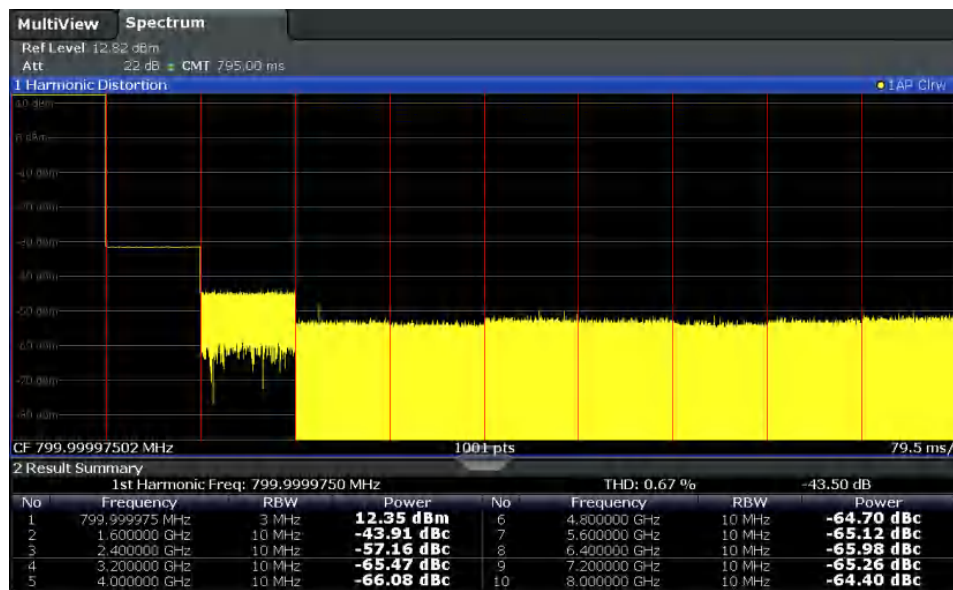 MultiView Spectrum
Ref Level 12.82 dBm
Att 22 dB CMT 795.00 ms
1 Harmonic Distortion 1AP Clrw
-70 dBm
CF 799.99997502 MHz 1001 pts 79.5 ms/
2 Result Summary
1st Harmonic Freq: 799.9999750 MHz THD: 0.67 % -43.50 dB
No Frequency RBW Power No Frequency RBW Power
1 799.999975 MHz 3 MHz 12.35 dBm 6 4.800000 GHz 10 MHz -64.70 dBc
2 1.600000 GHz 10 MHz -43.91 dBc 7 5.600000 GHz 10 MHz -65.12 dBc
3 2.400000 GHz 10 MHz -57.16 dBc 8 6.400000 GHz 10 MHz -65.98 dBc
4 3.200000 GHz 10 MHz -65.47 dBc 9 7.200000 GHz 10 MHz -65.26 dBc
5 4.000000 GHz 10 MHz -66.08 dBc 10 8.000000 GHz 10 MHz -64.40 dBc